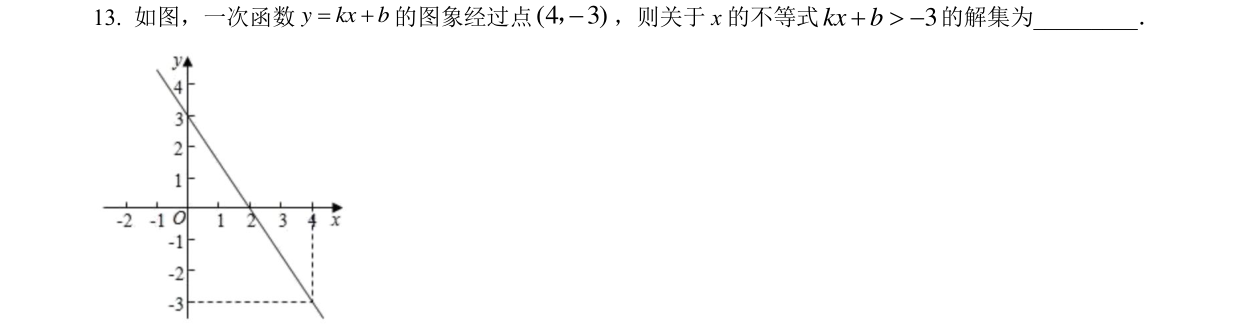 13. 如图，一次函数 y = kx + b 的图象经过点 (4, −3)，则关于 x 的不等式 kx + b > −3 的解集为________．
y
4
3
2
1
-2 -1 O 1 2 3 4 x
-1
-2
-3